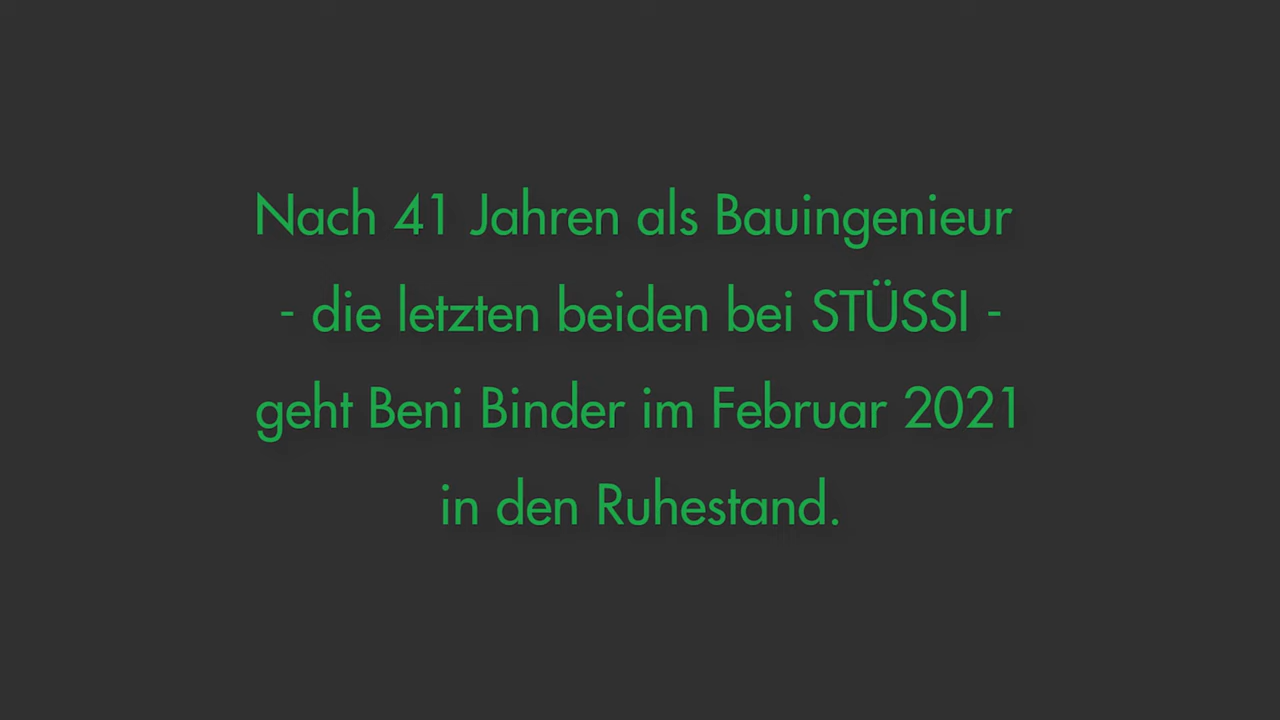 Nach 41 Jahren als Bauingenieur
- die letzten beiden bei STÜSSI -
geht Beni Binder im Februar 2021
in den Ruhestand.